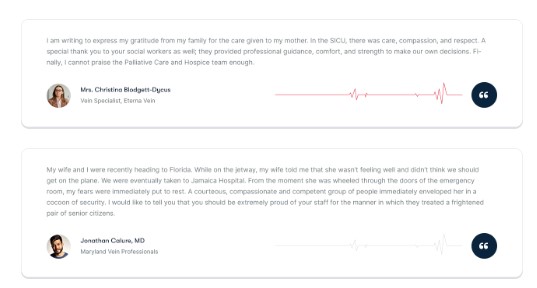 I am writing to express my gratitude from my family for the care given to my mother. In the SICU, there was care, compassion, and respect. A
special thank you to your social workers as well; they provided professional guidance, comfort, and strength to make our own decisions. Fi-
nally, I cannot praise the Palliative Care and Hospice team enough.
Mrs. Christina Blodgett-Dycus
Vein Specialist, Eterna Vein
My wife and I were recently heading to Florida. While on the jetway, my wife told me that she wasn't feeling well and didn't think we should
get on the plane. We were eventually taken to Jamaica Hospital. From the moment she was wheeled through the doors of the emergency
room, my fears were immediately put to rest. A courteous, compassionate and competent group of people immediately enveloped her in a
cocoon of security. I would like to tell you that you should be extremely proud of your staff for the manner in which they treated a frightened
pair of senior citizens.
Jonathan Calure, MD
Maryland Vein Professionals